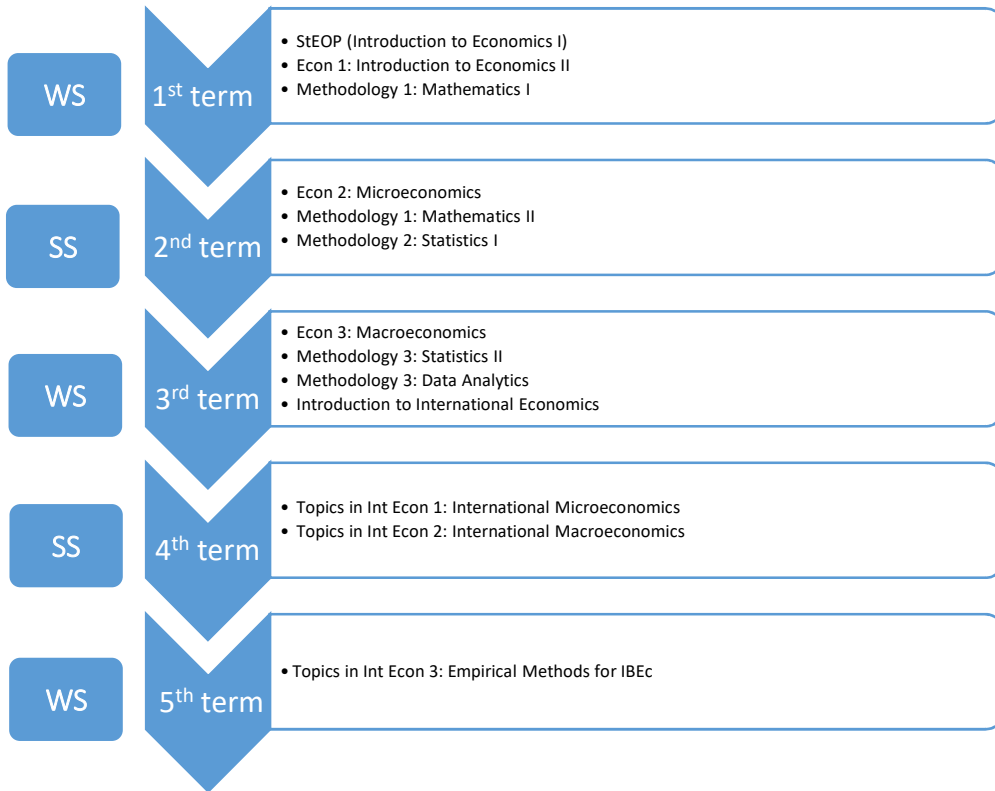 WS
1st term
• StEOP (Introduction to Economics I)
• Econ 1: Introduction to Economics II
• Methodology 1: Mathematics I
SS
2nd term
• Econ 2: Microeconomics
• Methodology 1: Mathematics II
• Methodology 2: Statistics I
WS
3rd term
• Econ 3: Macroeconomics
• Methodology 3: Statistics II
• Methodology 3: Data Analytics
• Introduction to International Economics
SS
4th term
• Topics in Int Econ 1: International Microeconomics
• Topics in Int Econ 2: International Macroeconomics
WS
5th term
• Topics in Int Econ 3: Empirical Methods for IBEc